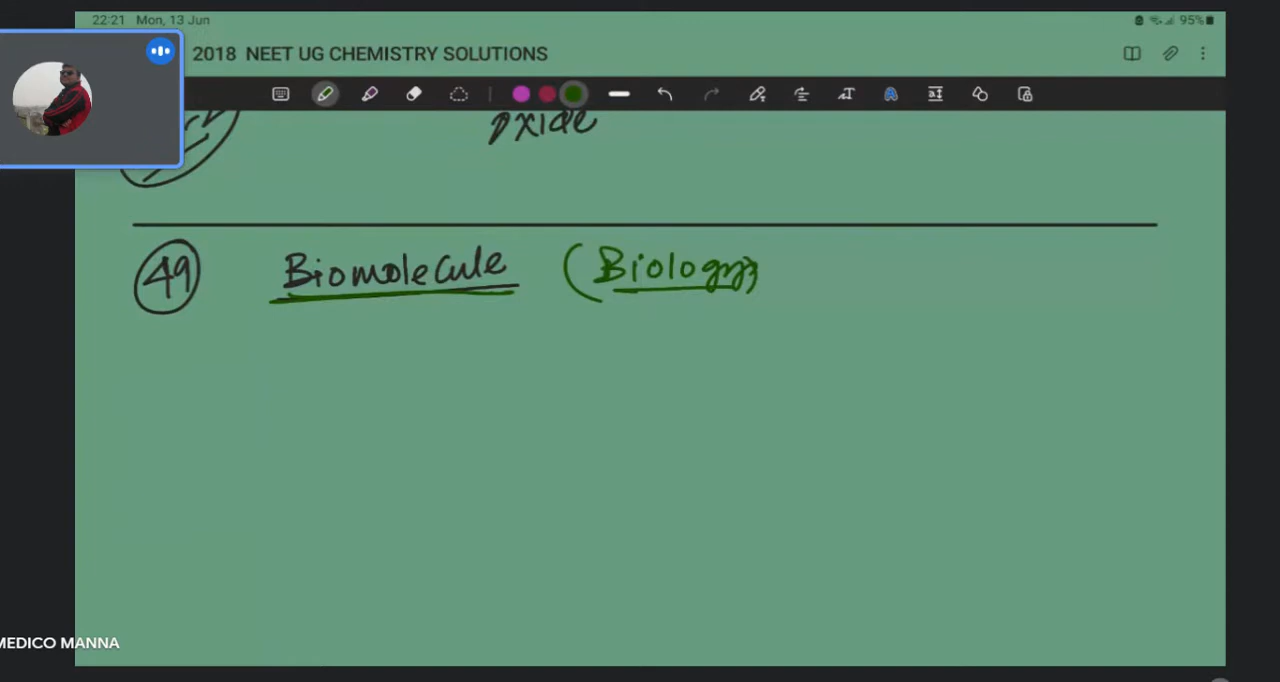 22:21 Mon, 13 Jun 95%
2018 NEET UG CHEMISTRY SOLUTIONS
oxide
49 Biomolecule (Biology)
MEDICO MANNA